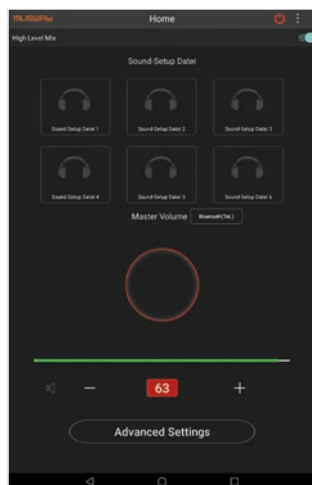 MUSWAY
Home
High Level Mix
Sound-Setup Datei
Sound-Setup Datei 1
Sound-Setup Datei 2
Sound-Setup Datei 3
Sound-Setup Datei 4
Sound-Setup Datei 5
Sound-Setup Datei 6
Master Volume
Bluetooth(Tel.)
63
Advanced Settings